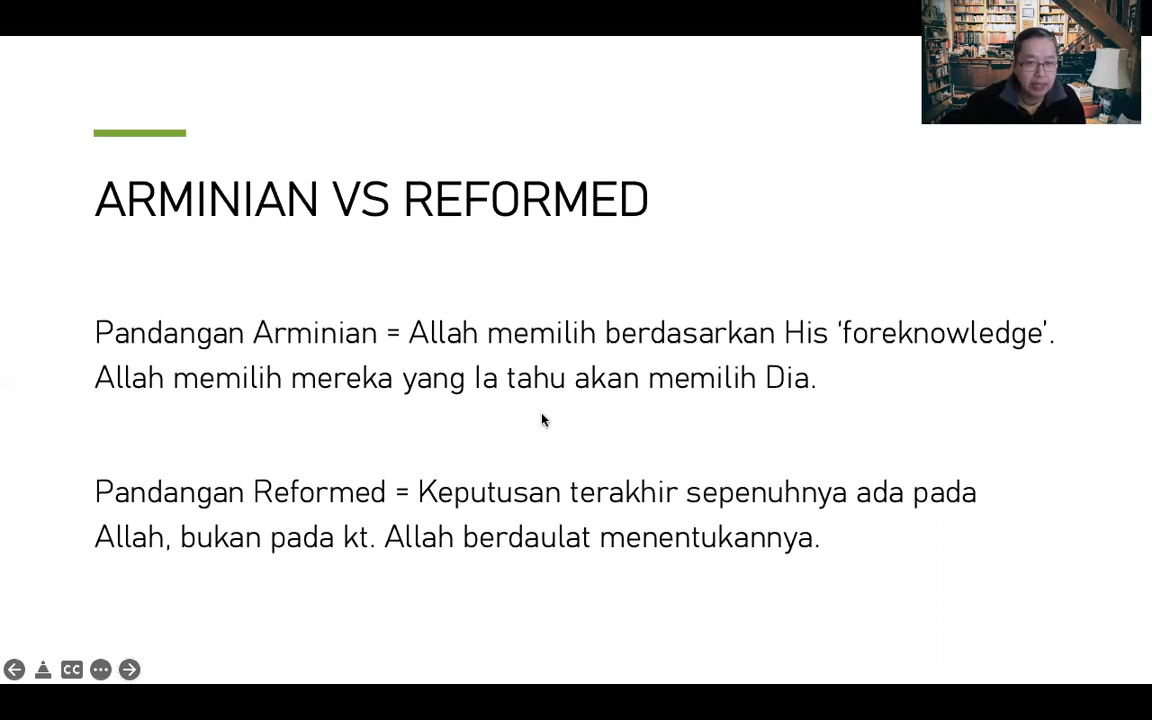 ARMINIAN VS REFORMED
Pandangan Arminian = Allah memilih berdasarkan His ‘foreknowledge’.
Allah memilih mereka yang Ia tahu akan memilih Dia.
Pandangan Reformed = Keputusan terakhir sepenuhnya ada pada
Allah, bukan pada kt. Allah berdaulat menentukannya.
CC